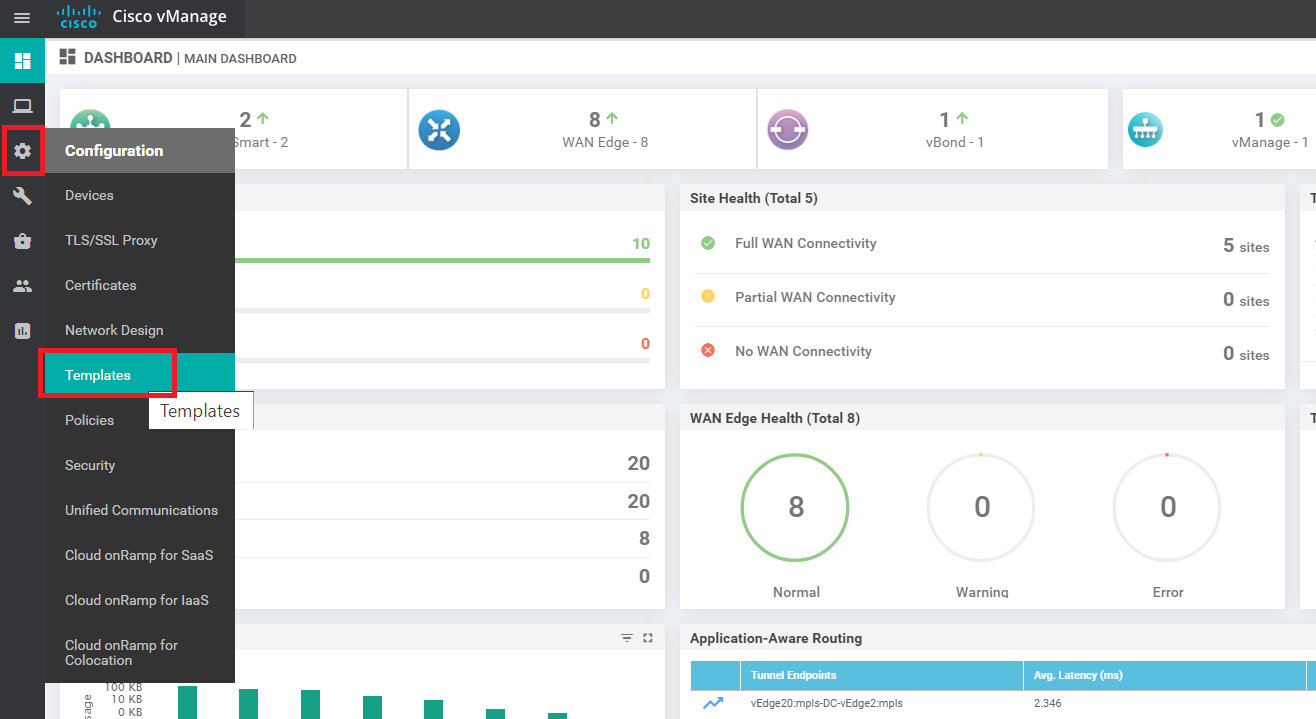 CISCO
Cisco vManage
DASHBOARD | MAIN DASHBOARD
2
Smart - 2
8
WAN Edge - 8
1
vBond - 1
1
vManage - 1
Configuration
Devices
TLS/SSL Proxy
Certificates
Network Design
Templates
Templates
Policies
Security
Unified Communications
Cloud onRamp for SaaS
Cloud onRamp for IaaS
Cloud onRamp for
Colocation
10
0
0
Site Health (Total 5)
Full WAN Connectivity
5 sites
Partial WAN Connectivity
0 sites
No WAN Connectivity
0 sites
20
20
8
0
WAN Edge Health (Total 8)
8
Normal
0
Warning
0
Error
100 KB
10 KB
0 KB
Application-Aware Routing
Tunnel Endpoints
Avg. Latency (ms)
vEdge20:mpls-DC-vEdge2:mpls
2.346